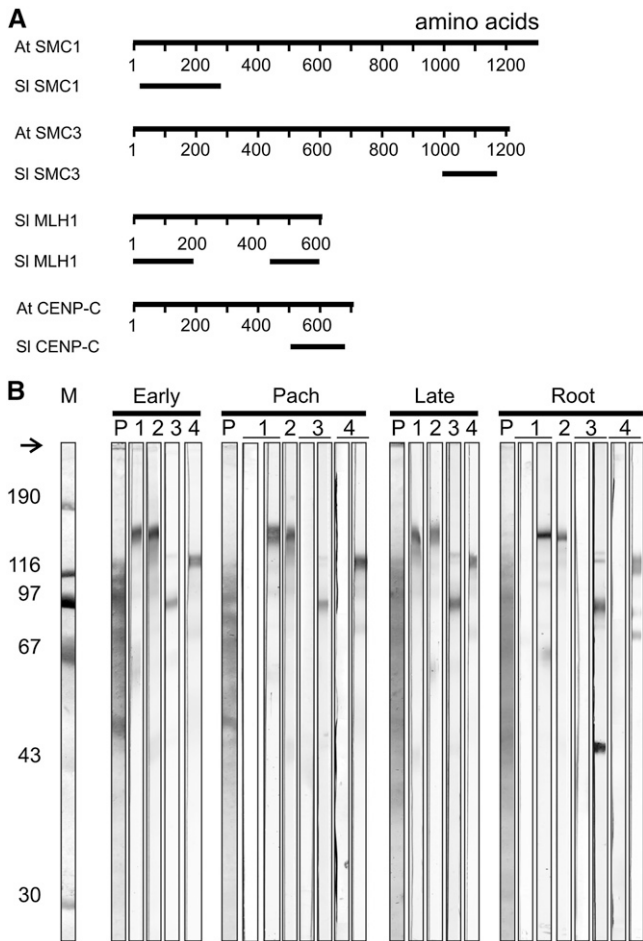 A
amino acids
At SMC1
1 200 400 600 800 1000 1200
Sl SMC1
At SMC3
1 200 400 600 800 1000 1200
Sl SMC3
Sl MLH1
1 200 400 600
Sl MLH1
At CENP-C
1 200 400 600
Sl CENP-C
B
M Early Pach Late Root
P 1 2 3 4 P 1 2 3 4 P 1 2 3 4 P 1 2 3 4
190
116
97
67
43
30